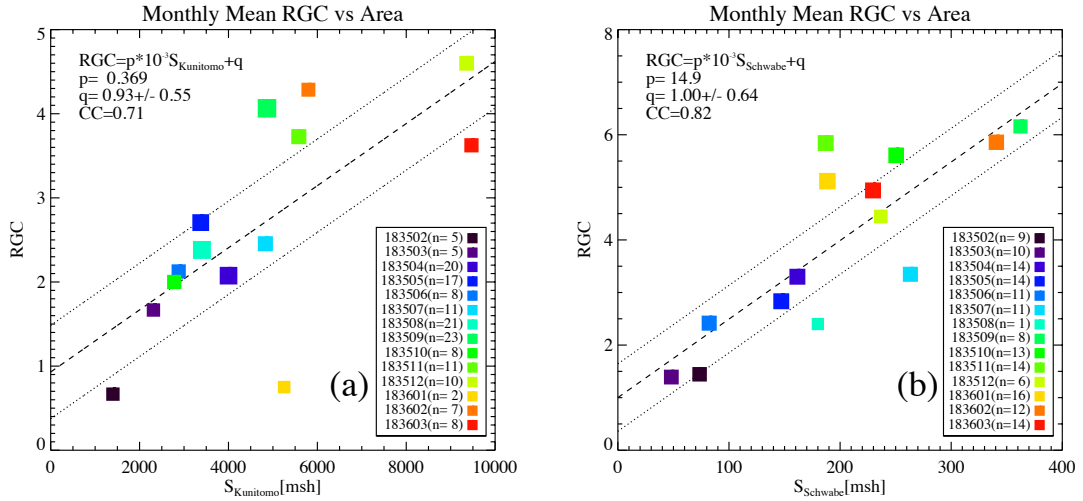 Monthly Mean RGC vs Area
RGC=p*10⁻³S_Kunitomo+q
p= 0.369
q= 0.93+/- 0.55
CC=0.71
RGC
5
4
3
2
1
0
183502(n= 5)
183503(n= 5)
183504(n=20)
183505(n=17)
183506(n= 8)
183507(n=11)
183508(n=21)
183509(n=23)
183510(n= 8)
183511(n=11)
183512(n=10)
183601(n= 2)
183602(n= 7)
183603(n= 8)
(a)
0 2000 4000 6000 8000 10000
S_Kunitomo[msh]
Monthly Mean RGC vs Area
RGC=p*10⁻³S_Schwabe+q
p= 14.9
q= 1.00+/- 0.64
CC=0.82
RGC
8
6
4
2
0
183502(n= 9)
183503(n=10)
183504(n=14)
183505(n=14)
183506(n=11)
183507(n=11)
183508(n= 1)
183509(n= 8)
183510(n=13)
183511(n=14)
183512(n= 6)
183601(n=16)
183602(n=12)
183603(n=14)
(b)
0 100 200 300 400
S_Schwabe[msh]